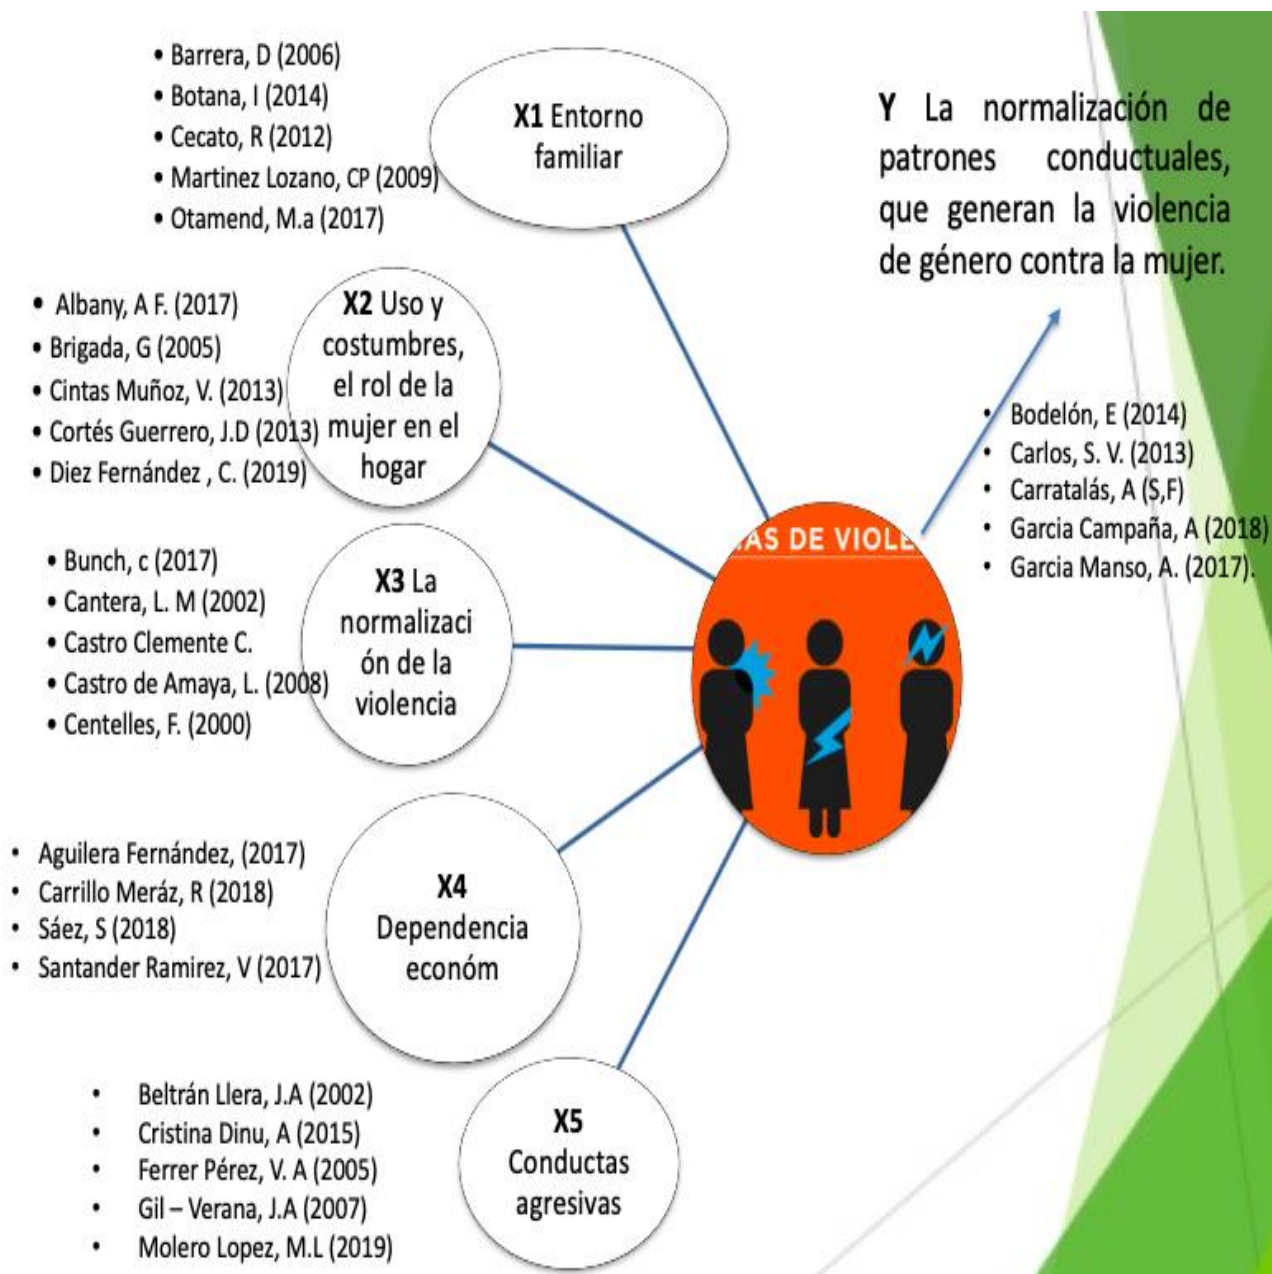 • Barrera, D (2006)
• Botana, I (2014)
• Cecato, R (2012)
• Martinez Lozano, CP (2009)
• Otamend, M.a (2017)
X1 Entorno
familiar
Y La normalización de
patrones conductuales,
que generan la violencia
de género contra la mujer.
• Albany, A F. (2017)
• Brigada, G (2005)
• Cintas Muñoz, V. (2013)
• Cortés Guerrero, J.D (2013)
• Diez Fernández , C. (2019)
X2 Uso y
costumbres,
el rol de la
mujer en el
hogar
• Bodelón, E (2014)
• Carlos, S. V. (2013)
• Carratalás, A (S,F)
• Garcia Campaña, A (2018)
• Garcia Manso, A. (2017).
• Bunch, c (2017)
• Cantera, L. M (2002)
• Castro Clemente C.
• Castro de Amaya, L. (2008)
• Centelles, F. (2000)
X3 La
normalizaci
ón de la
violencia
AS DE VIOLE
• Aguilera Fernández, (2017)
• Carrillo Meráz, R (2018)
• Sáez, S (2018)
• Santander Ramirez, V (2017)
X4
Dependencia
económ
• Beltrán Llera, J.A (2002)
• Cristina Dinu, A (2015)
• Ferrer Pérez, V. A (2005)
• Gil – Verana, J.A (2007)
• Molero Lopez, M.L (2019)
X5
Conductas
agresivas